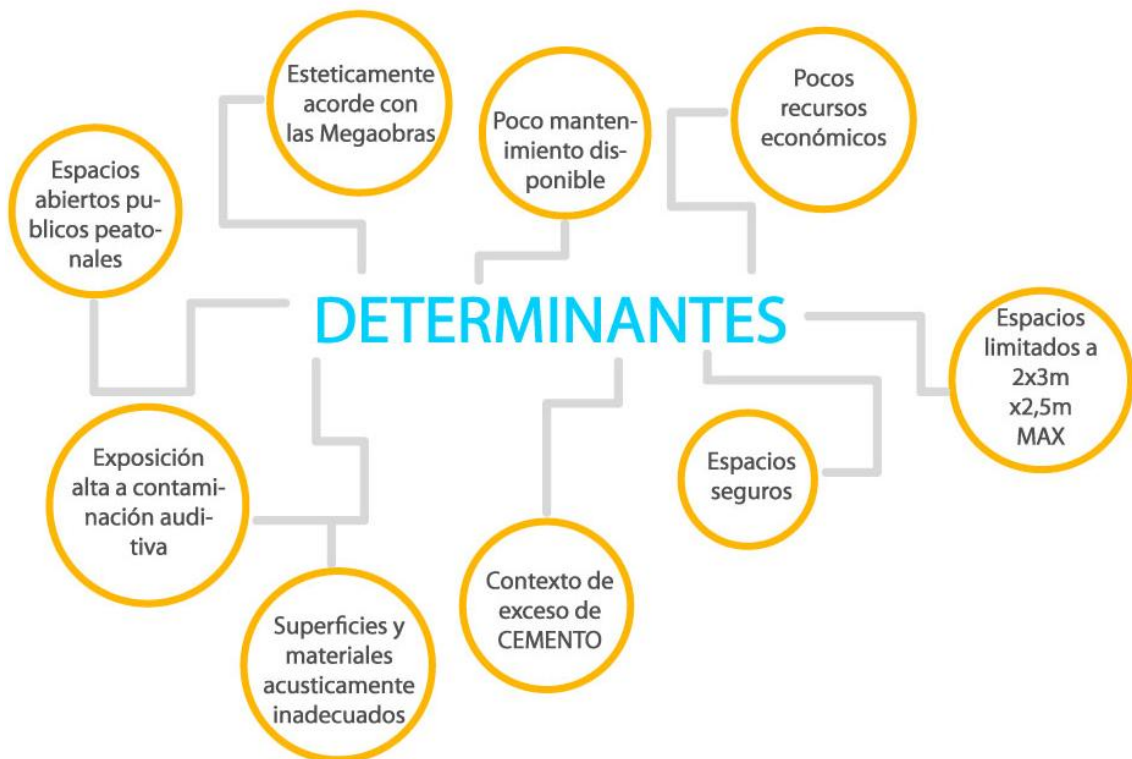 Esteticamente
acorde con
las Megaobras
Poco manten-
imiento dis-
ponible
Pocos
recursos
económicos
Espacios
abiertos pu-
blicos peato-
nales
DETERMINANTES
Espacios
limitados a
2x3m
x2,5m
MAX
Exposición
alta a contami-
nación audi-
tiva
Espacios
seguros
Contexto de
exceso de
CEMENTO
Superficies y
materiales
acusticamente
inadecuados